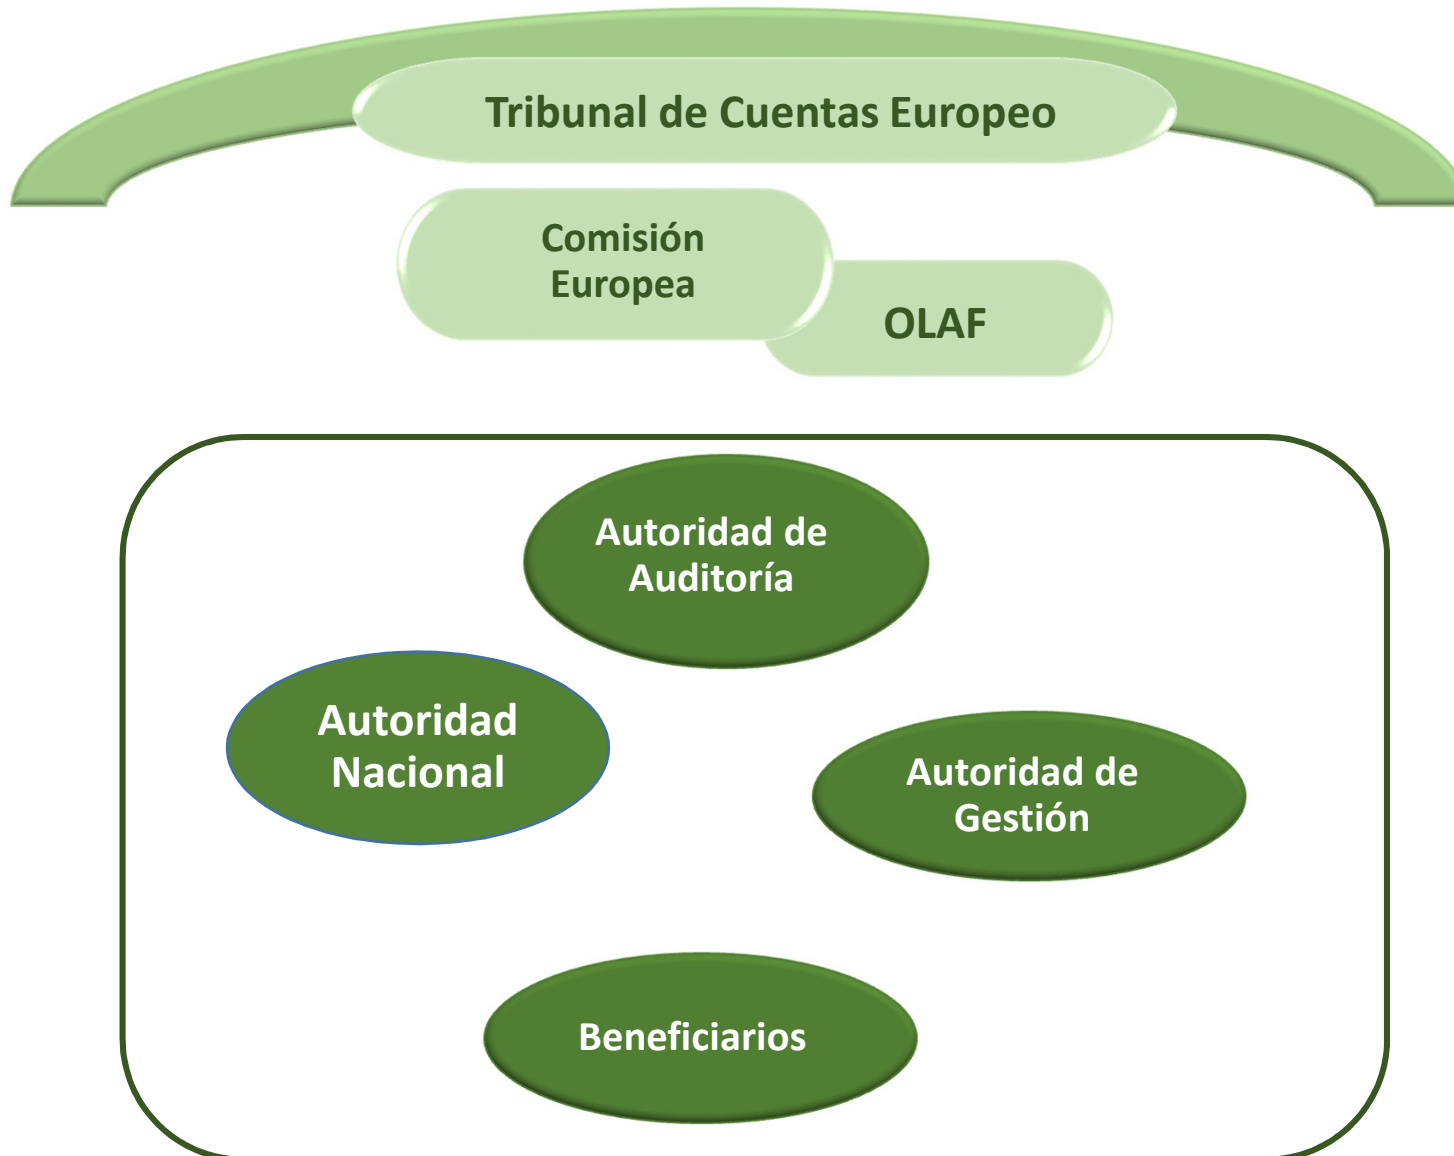 Tribunal de Cuentas Europeo
Comisión
Europea
OLAF
Autoridad de
Auditoría
Autoridad
Nacional
Autoridad de
Gestión
Beneficiarios